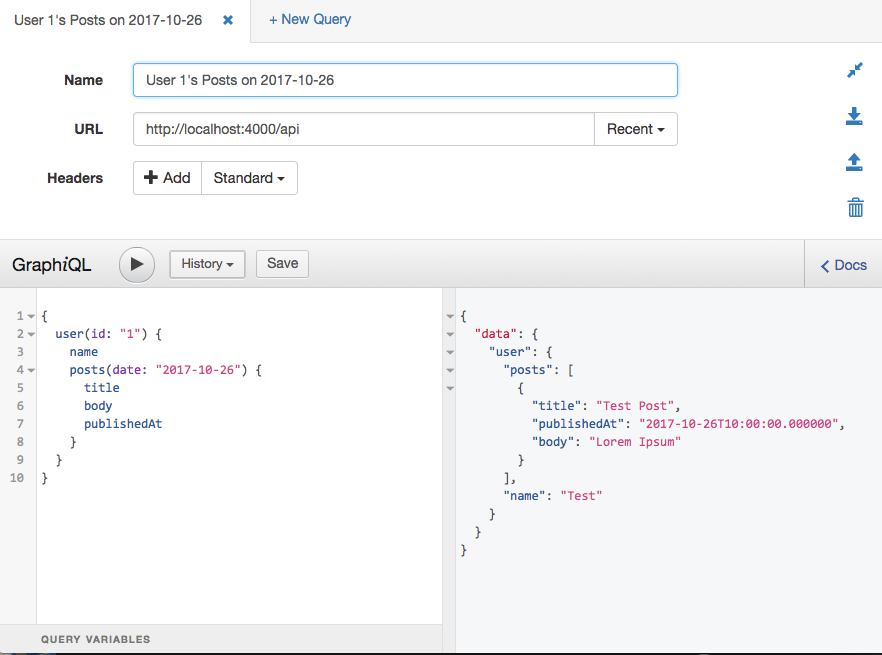 User 1's Posts on 2017-10-26 ✖ + New Query
Name User 1's Posts on 2017-10-26
URL http://localhost:4000/api Recent
Headers + Add Standard
GraphiQL History Save Docs
1 {
2 user(id: "1") {
3 name
4 posts(date: "2017-10-26") {
5 title
6 body
7 publishedAt
8 }
9 }
10 }
{
"data": {
"user": {
"posts": [
{
"title": "Test Post",
"publishedAt": "2017-10-26T10:00:00.000000",
"body": "Lorem Ipsum"
}
],
"name": "Test"
}
}
}
QUERY VARIABLES